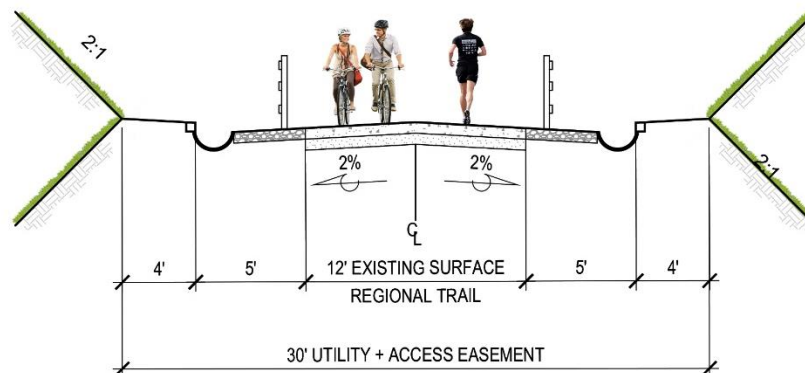 2:1
2:1
2% 2%
CL
4' 5' 12' EXISTING SURFACE 5' 4'
REGIONAL TRAIL
30' UTILITY + ACCESS EASEMENT